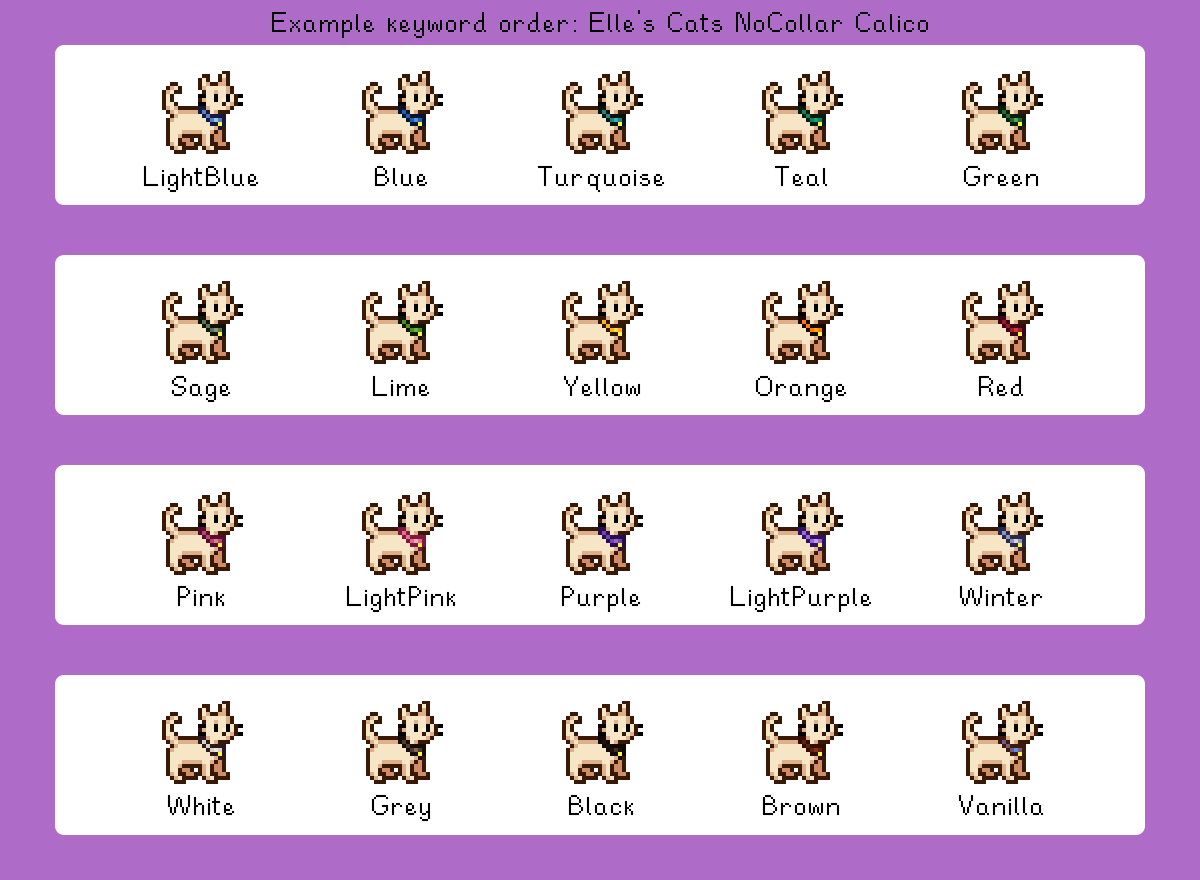 Example keyword order: Elle's Cats NoCollar Calico
LightBlue Blue Turquoise Teal Green
Sage Lime Yellow Orange Red
Pink LightPink Purple LightPurple Winter
White Grey Black Brown Vanilla